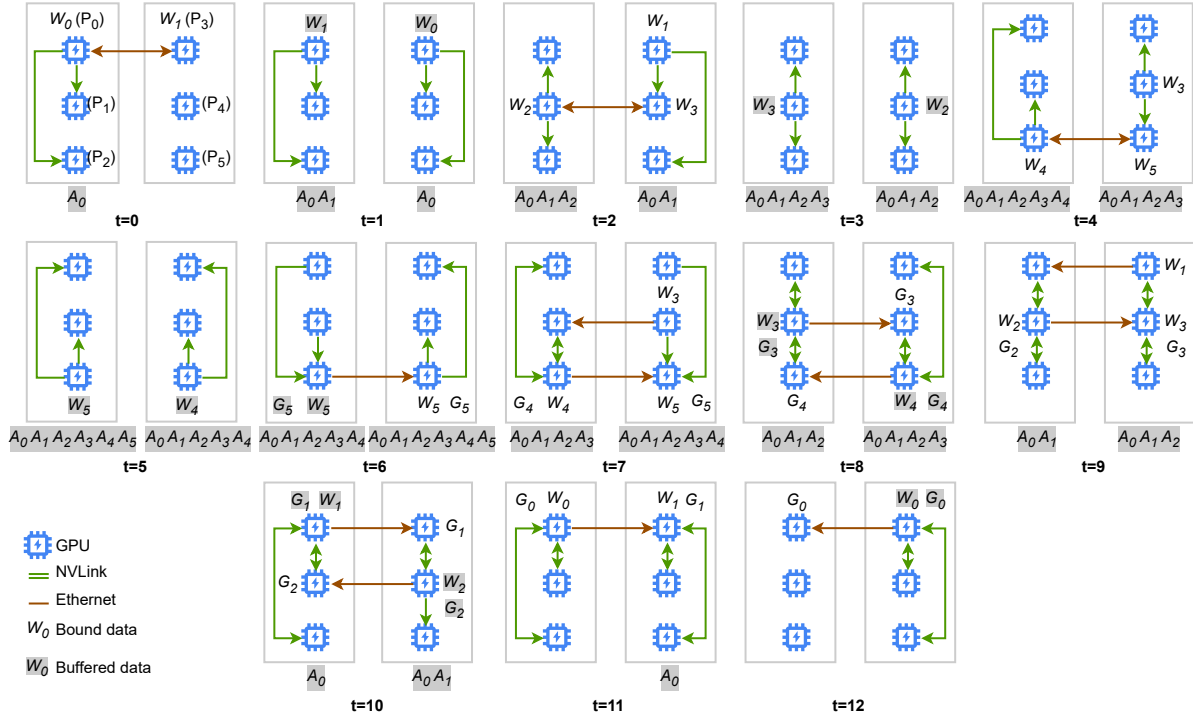 W0 (P0) W1 (P3)
(P1) (P4)
(P2) (P5)
A0
t=0
W1 W0
A0 A1 A0
t=1
W1
W2 W3
A0 A1 A2 A0 A1
t=2
W3 W2
A0 A1 A2 A3 A0 A1 A2
t=3
W3
W4 W5
A0 A1 A2 A3 A4 A0 A1 A2 A3
t=4
W5 W4
A0 A1 A2 A3 A4 A5 A0 A1 A2 A3 A4
t=5
G5 W5 W5 G5
A0 A1 A2 A3 A4 A0 A1 A2 A3 A4 A5
t=6
W3
G4 W4 W5 G5
A0 A1 A2 A3 A0 A1 A2 A3 A4
t=7
G3
W3
G3
G4 W4 G4
A0 A1 A2 A0 A1 A2 A3
t=8
W1
W2 W3
G2 G3
A0 A1 A0 A1 A2
t=9
G1 W1
G1
G2 W2
G2
A0 A0 A1
t=10
G0 W0 W1 G1
A0
t=11
G0 W0 G0
t=12
GPU
NVLink
Ethernet
W0 Bound data
W0 Buffered data